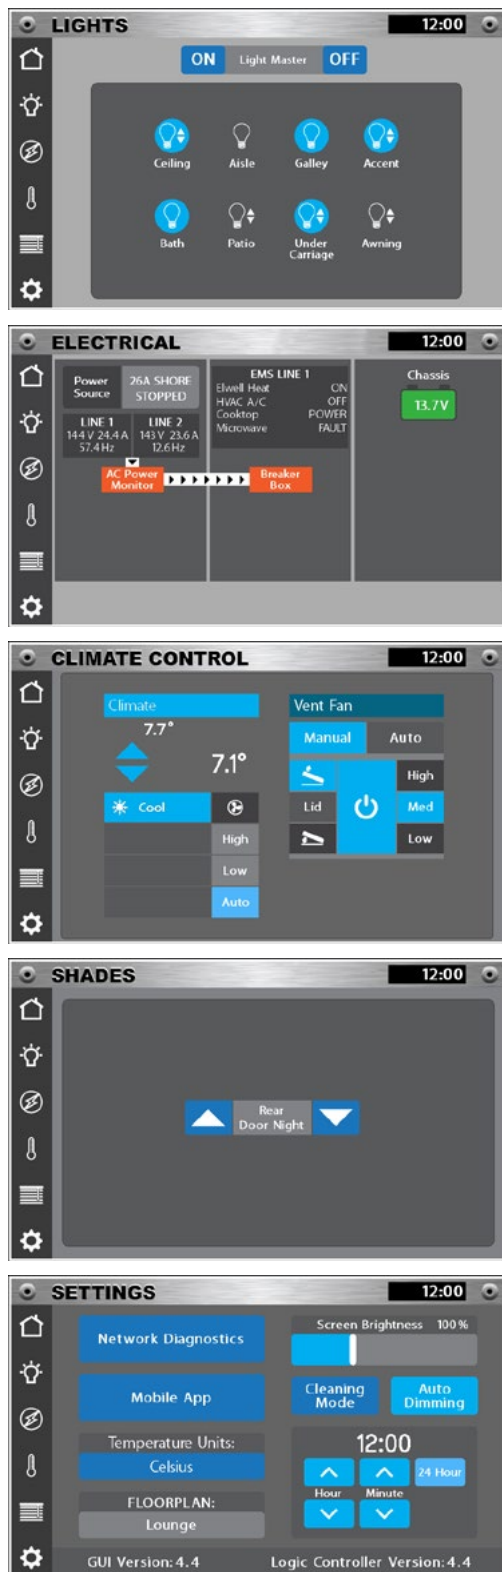 LIGHTS 12:00
ON Light Master OFF
Ceiling Aisle Galley Accent
Bath Patio Under Awning
Carriage
ELECTRICAL 12:00
Power 26A SHORE
Source STOPPED
LINE 1 LINE 2
144 V 24.4 A 143 V 23.6 A
57.4 Hz 12.6 Hz
EMS LINE 1
Elwell Heat ON
HVAC A/C OFF
Cooktop POWER
Microwave FAULT
Chassis
13.7V
AC Power Breaker
Monitor Box
CLIMATE CONTROL 12:00
Climate
7.7°
7.1°
Cool
High
Low
Auto
Vent Fan
Manual Auto
High
Lid Med
Low
SHADES 12:00
Rear
Door Night
SETTINGS 12:00
Network Diagnostics
Mobile App
Temperature Units:
Celsius
FLOORPLAN:
Lounge
Screen Brightness 100%
Cleaning Auto
Mode Dimming
12:00
24 Hour
Hour Minute
GUI Version: 4.4 Logic Controller Version: 4.4